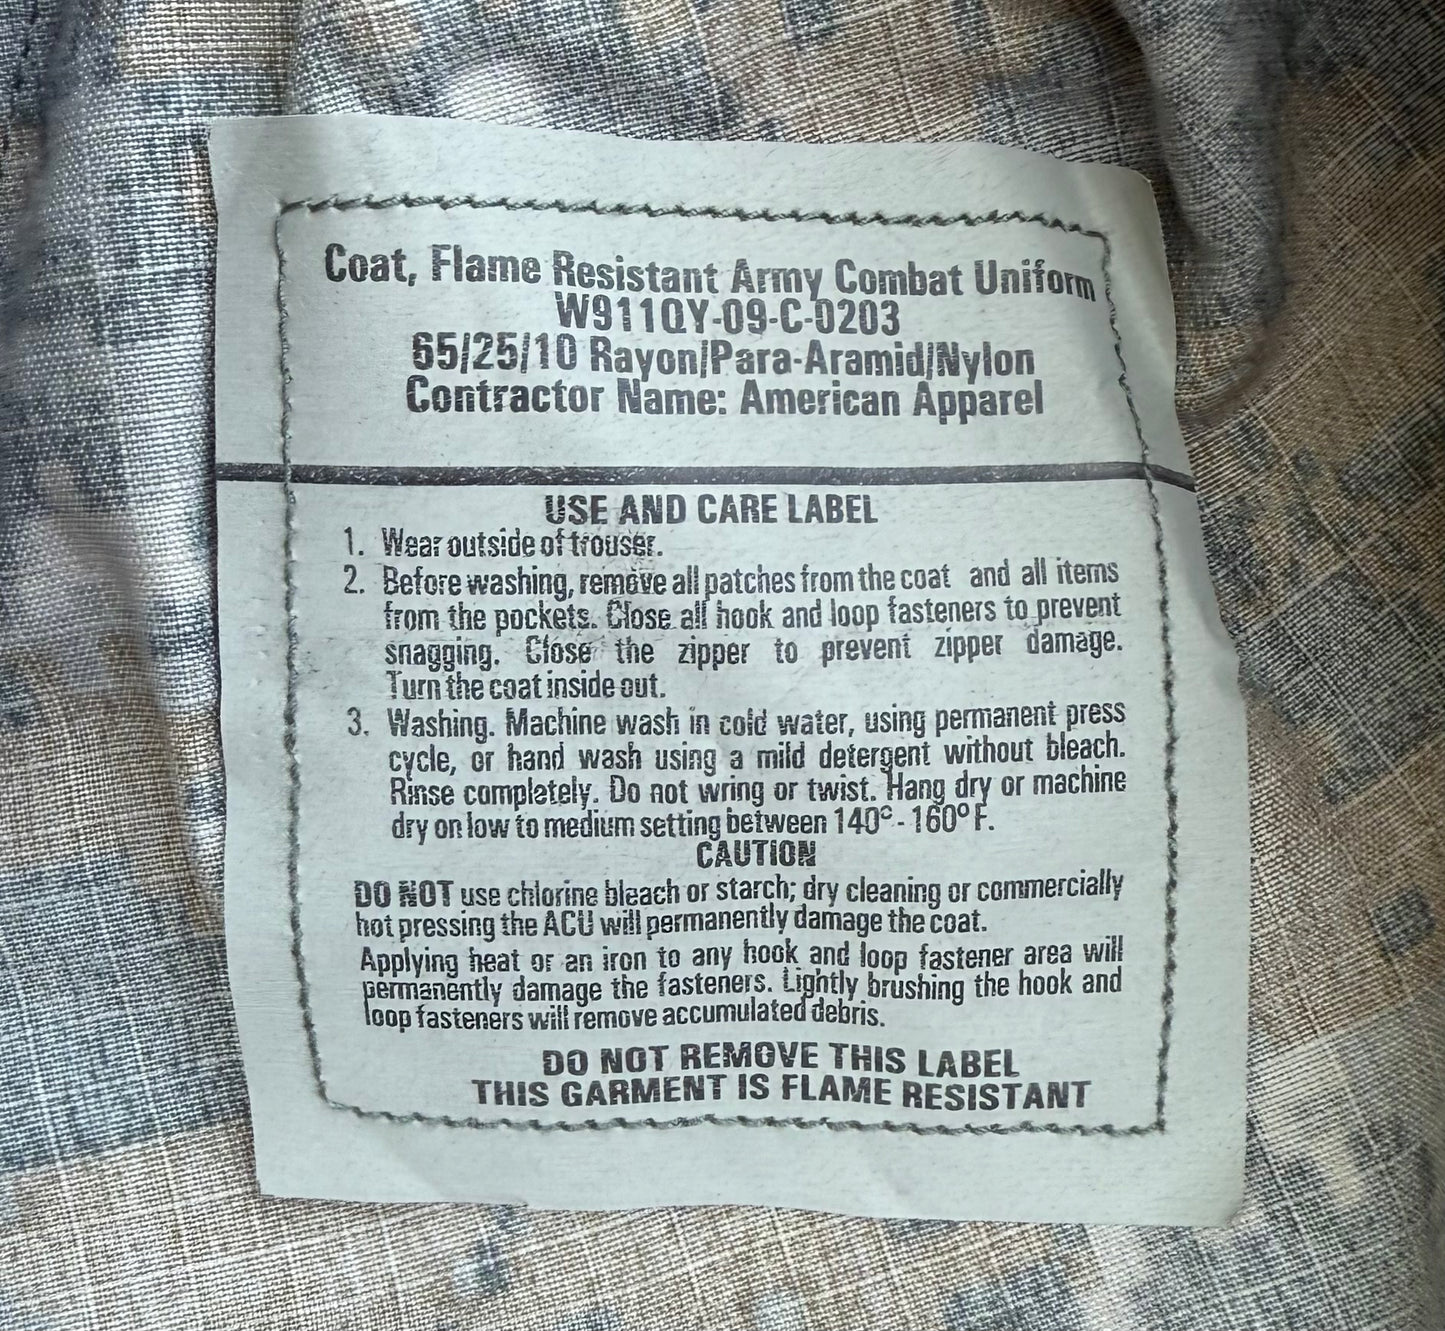 Coat, Flame Resistant Army Combat Uniform
W911QY-09-C-0203
65/25/10 Rayon/Para-Aramid/Nylon
Contractor Name: American Apparel
USE AND CARE LABEL
1. Wear outside of trouser.
2. Before washing, remove all patches from the coat and all items
from the pockets. Close all hook and loop fasteners to prevent
snagging. Close the zipper to prevent zipper damage.
Turn the coat inside out.
3. Washing. Machine wash in cold water, using permanent press
cycle, or hand wash using a mild detergent without bleach.
Rinse completely. Do not wring or twist. Hang dry or machine
dry on low to medium setting between 140° - 160° F.
CAUTION
DO NOT use chlorine bleach or starch; dry cleaning or commercially
hot pressing the ACU will permanently damage the coat.
Applying heat or an iron to any hook and loop fastener area will
permanently damage the fasteners. Lightly brushing the hook and
loop fasteners will remove accumulated debris.
DO NOT REMOVE THIS LABEL
THIS GARMENT IS FLAME RESISTANT